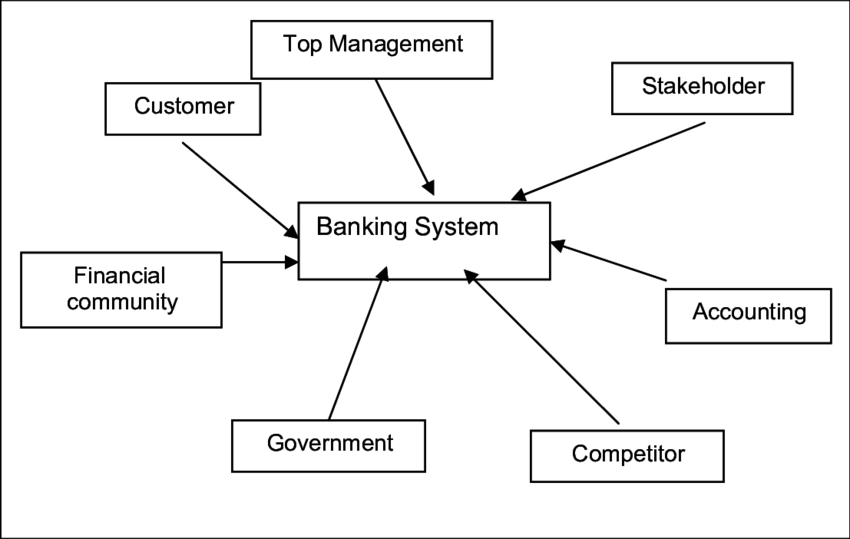 Top Management
Stakeholder
Customer
Banking System
Financial
community
Accounting
Government
Competitor